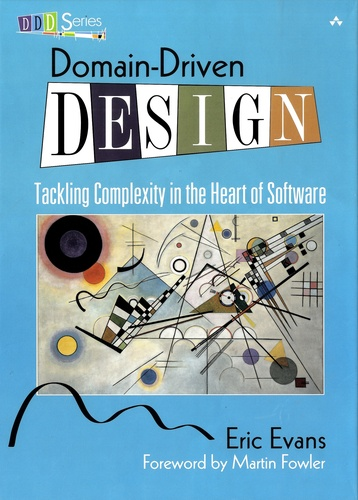 DDD Series
Domain-Driven
DESIGN
Tackling Complexity in the Heart of Software
Eric Evans
Foreword by Martin Fowler